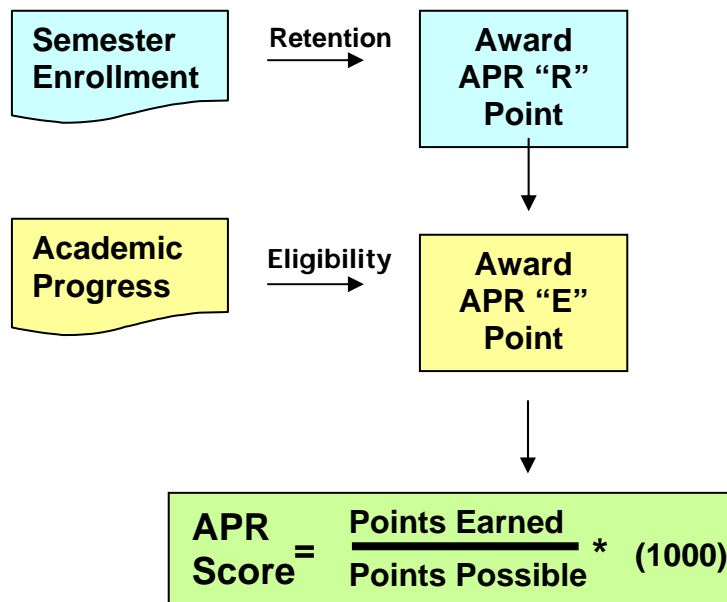 Semester
Enrollment
Retention
Award
APR “R”
Point
Academic
Progress
Eligibility
Award
APR “E”
Point
APR
Score
=
Points Earned
Points Possible
* (1000)